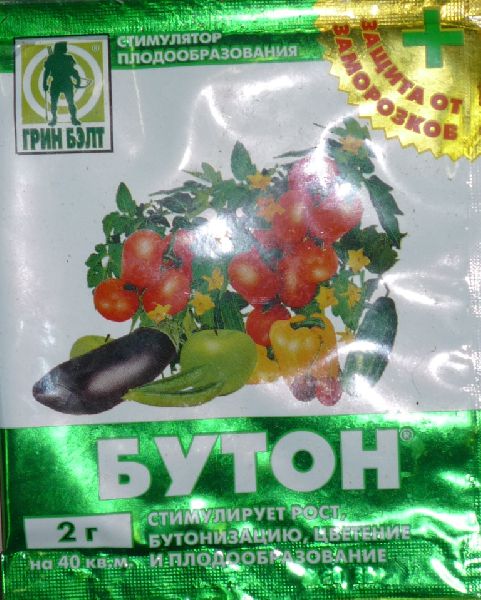 СТИМУЛЯТОР
ПЛОДООБРАЗОВАНИЯ
ГРИН БЭЛТ
®
+
ЗАЩИТА ОТ
ЗАМОРОЗКОВ
БУТОН®
2 г
на 40 кв.м.
СТИМУЛИРУЕТ РОСТ,
БУТОНИЗАЦИЮ, ЦВЕТЕНИЕ
И ПЛОДООБРАЗОВАНИЕ